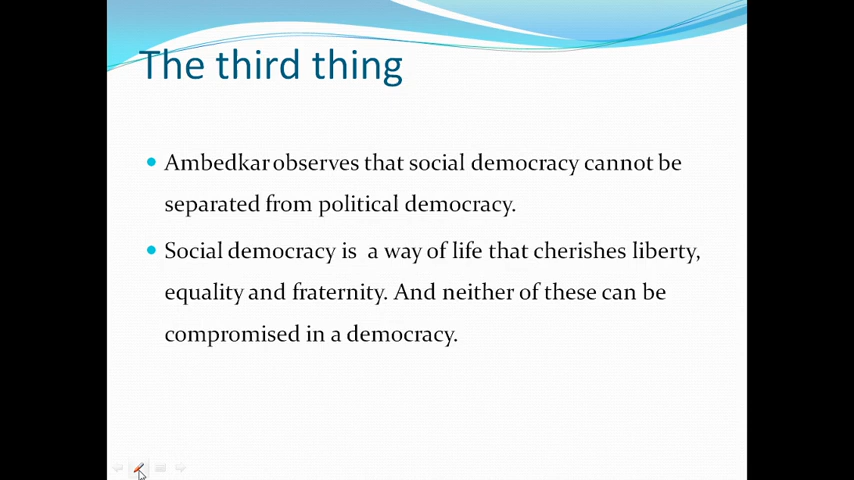 The third thing
Ambedkar observes that social democracy cannot be
separated from political democracy.
Social democracy is a way of life that cherishes liberty,
equality and fraternity. And neither of these can be
compromised in a democracy.